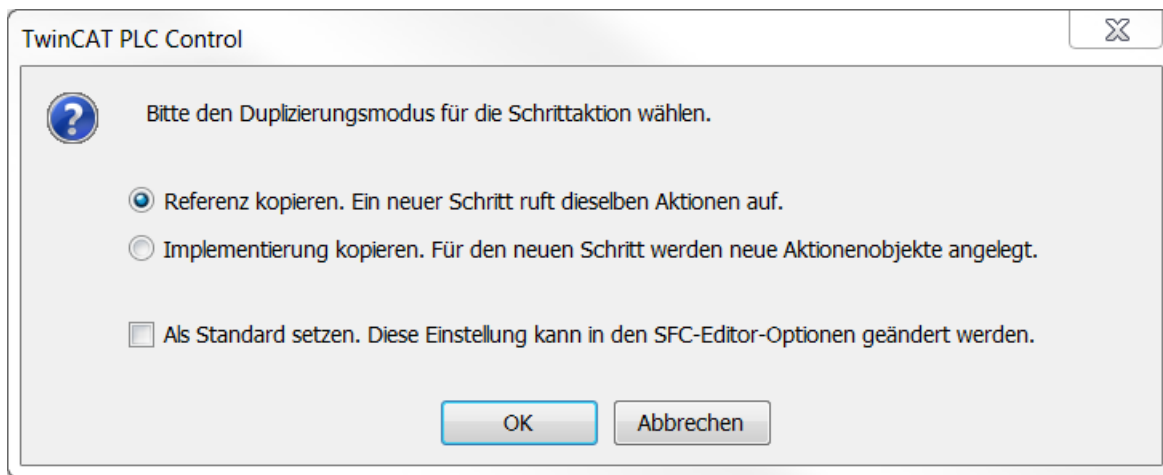 TwinCAT PLC Control
Bitte den Duplizierungsmodus für die Schrittaktion wählen.
Referenz kopieren. Ein neuer Schritt ruft dieselben Aktionen auf.
Implementierung kopieren. Für den neuen Schritt werden neue Aktionenobjekte angelegt.
Als Standard setzen. Diese Einstellung kann in den SFC-Editor-Optionen geändert werden.
OK Abbrechen